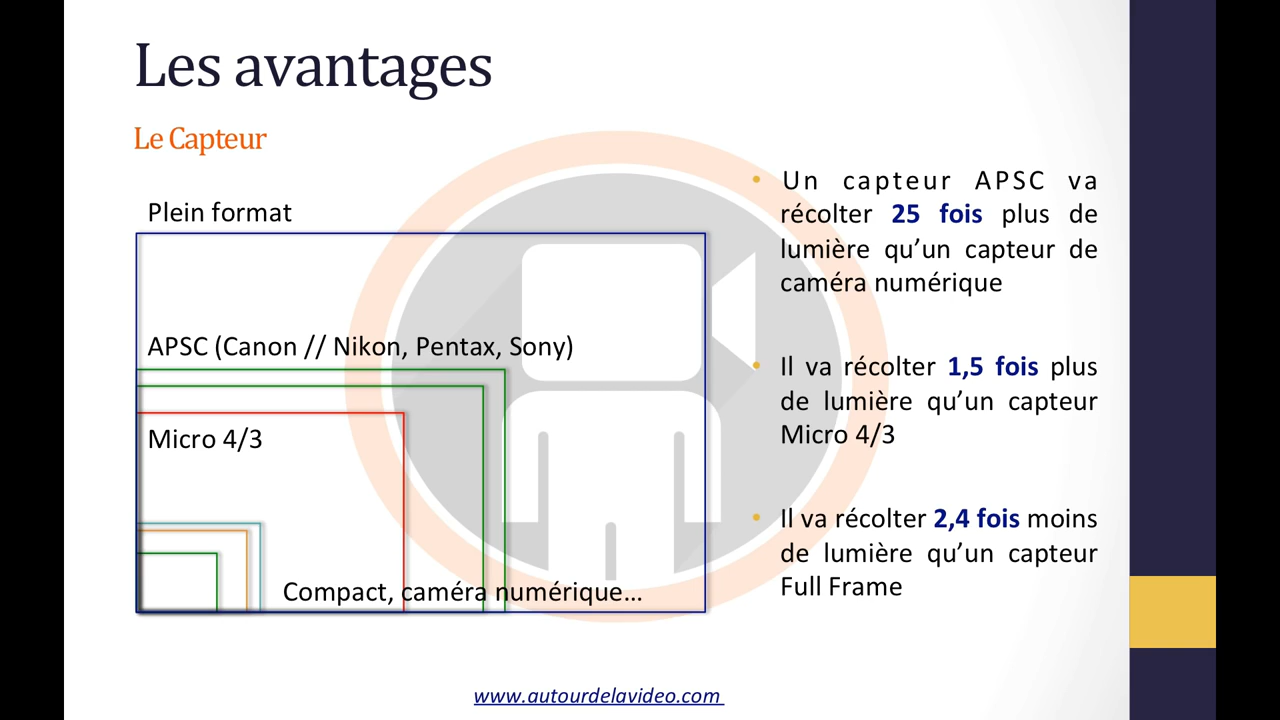 Les avantages
Le Capteur
Plein format
APSC (Canon // Nikon, Pentax, Sony)
Micro 4/3
Compact, caméra numérique...
• Un capteur APSC va
récolter 25 fois plus de
lumière qu’un capteur de
caméra numérique
• Il va récolter 1,5 fois plus
de lumière qu’un capteur
Micro 4/3
• Il va récolter 2,4 fois moins
de lumière qu’un capteur
Full Frame
www.autourdelavideo.com